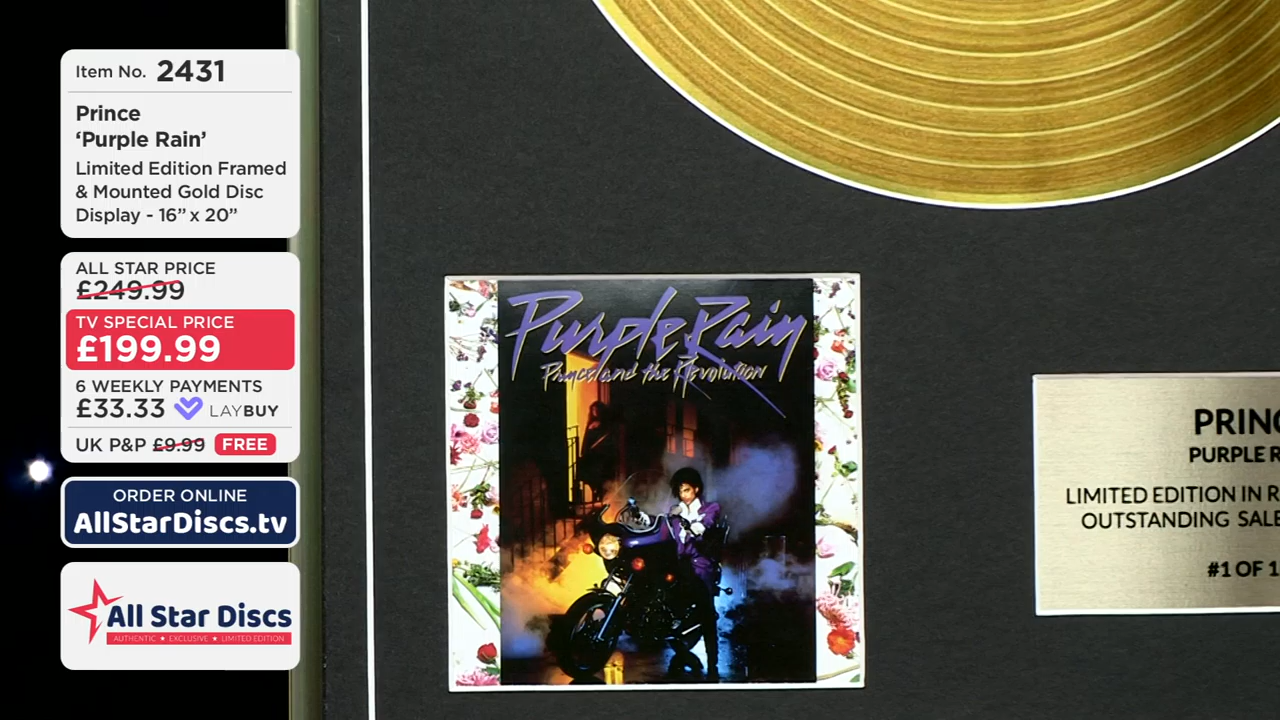 Item No. 2431
Prince
‘Purple Rain’
Limited Edition Framed
& Mounted Gold Disc
Display - 16” x 20”
ALL STAR PRICE
£249.99
TV SPECIAL PRICE
£199.99
6 WEEKLY PAYMENTS
£33.33 LAYBUY
UK P&P £9.99 FREE
ORDER ONLINE
AllStarDiscs.tv
All Star Discs
AUTHENTIC ★ EXCLUSIVE ★ LIMITED EDITION
Purple Rain
Prince and the Revolution
PRINC
PURPLE R
LIMITED EDITION IN R
OUTSTANDING SALE
#1 OF 1